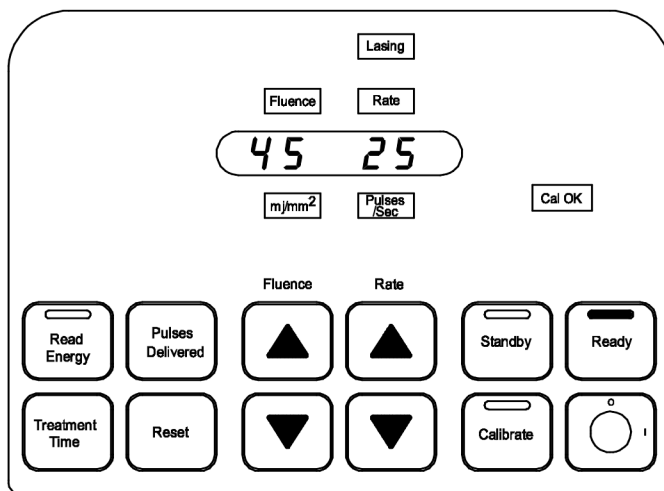 Lasing
Fluence Rate
45 25
mj/mm² Pulses
/Sec
Cal OK
Fluence Rate
Read
Energy
Pulses
Delivered
Standby
Ready
Treatment
Time
Reset
Calibrate
O
I